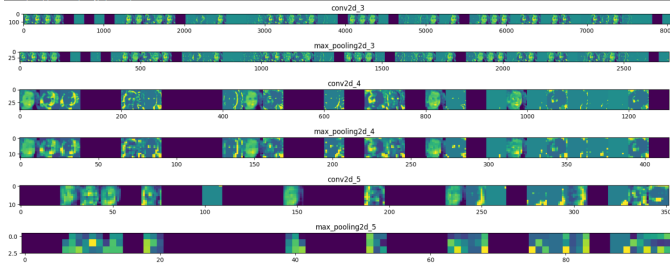 conv2d_3
0
100
0 1000 2000 3000 4000 5000 6000 7000 800
max_pooling2d_3
0
25
0 500 1000 1500 2000 2500
conv2d_4
0
25
0 200 400 600 800 1000 1200
max_pooling2d_4
0
10
0 50 100 150 200 250 300 350 400
conv2d_5
0
10
0 50 100 150 200 250 300 350
max_pooling2d_5
0.0
2.5
0 20 40 60 80